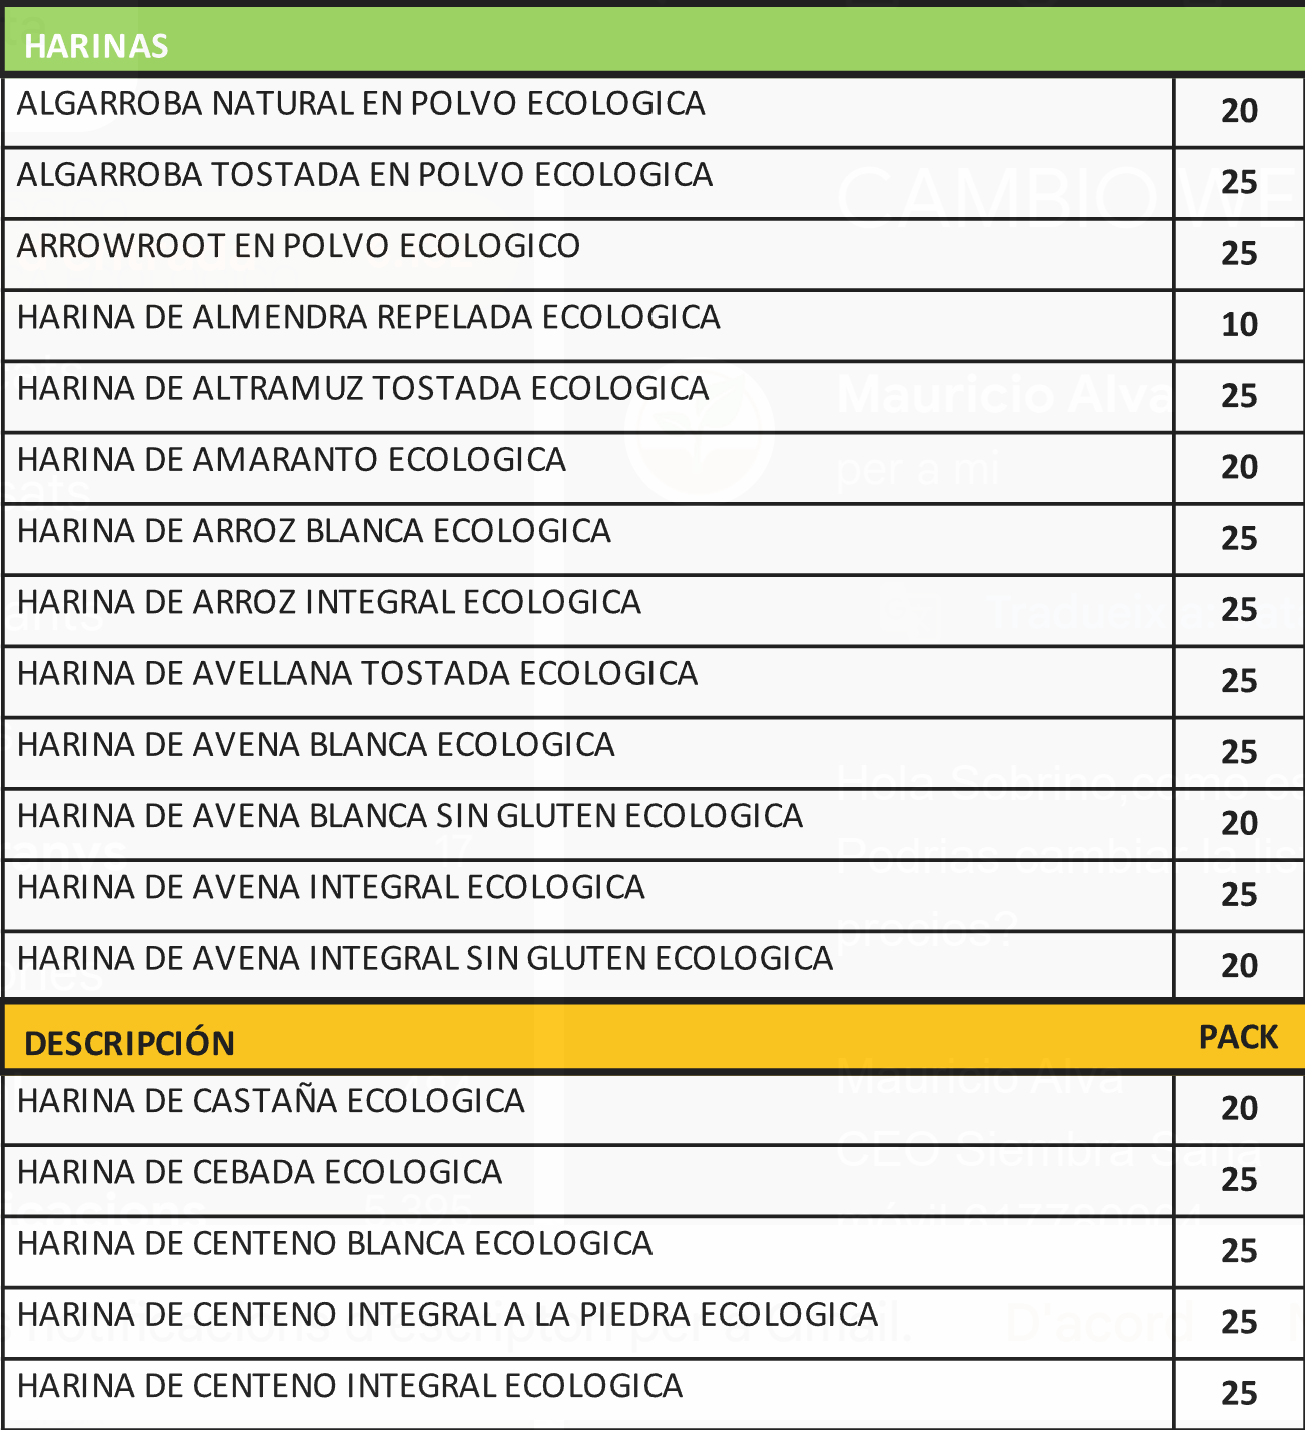 HARINAS
ALGARROBA NATURAL EN POLVO ECOLOGICA 20
ALGARROBA TOSTADA EN POLVO ECOLOGICA 25
ARROWROOT EN POLVO ECOLOGICO 25
HARINA DE ALMENDRA REPELADA ECOLOGICA 10
HARINA DE ALTRAMUZ TOSTADA ECOLOGICA 25
HARINA DE AMARANTO ECOLOGICA 20
HARINA DE ARROZ BLANCA ECOLOGICA 25
HARINA DE ARROZ INTEGRAL ECOLOGICA 25
HARINA DE AVELLANA TOSTADA ECOLOGICA 25
HARINA DE AVENA BLANCA ECOLOGICA 25
HARINA DE AVENA BLANCA SIN GLUTEN ECOLOGICA 20
HARINA DE AVENA INTEGRAL ECOLOGICA 25
HARINA DE AVENA INTEGRAL SIN GLUTEN ECOLOGICA 20
DESCRIPCIÓN PACK
HARINA DE CASTAÑA ECOLOGICA 20
HARINA DE CEBADA ECOLOGICA 25
HARINA DE CENTENO BLANCA ECOLOGICA 25
HARINA DE CENTENO INTEGRAL A LA PIEDRA ECOLOGICA 25
HARINA DE CENTENO INTEGRAL ECOLOGICA 25